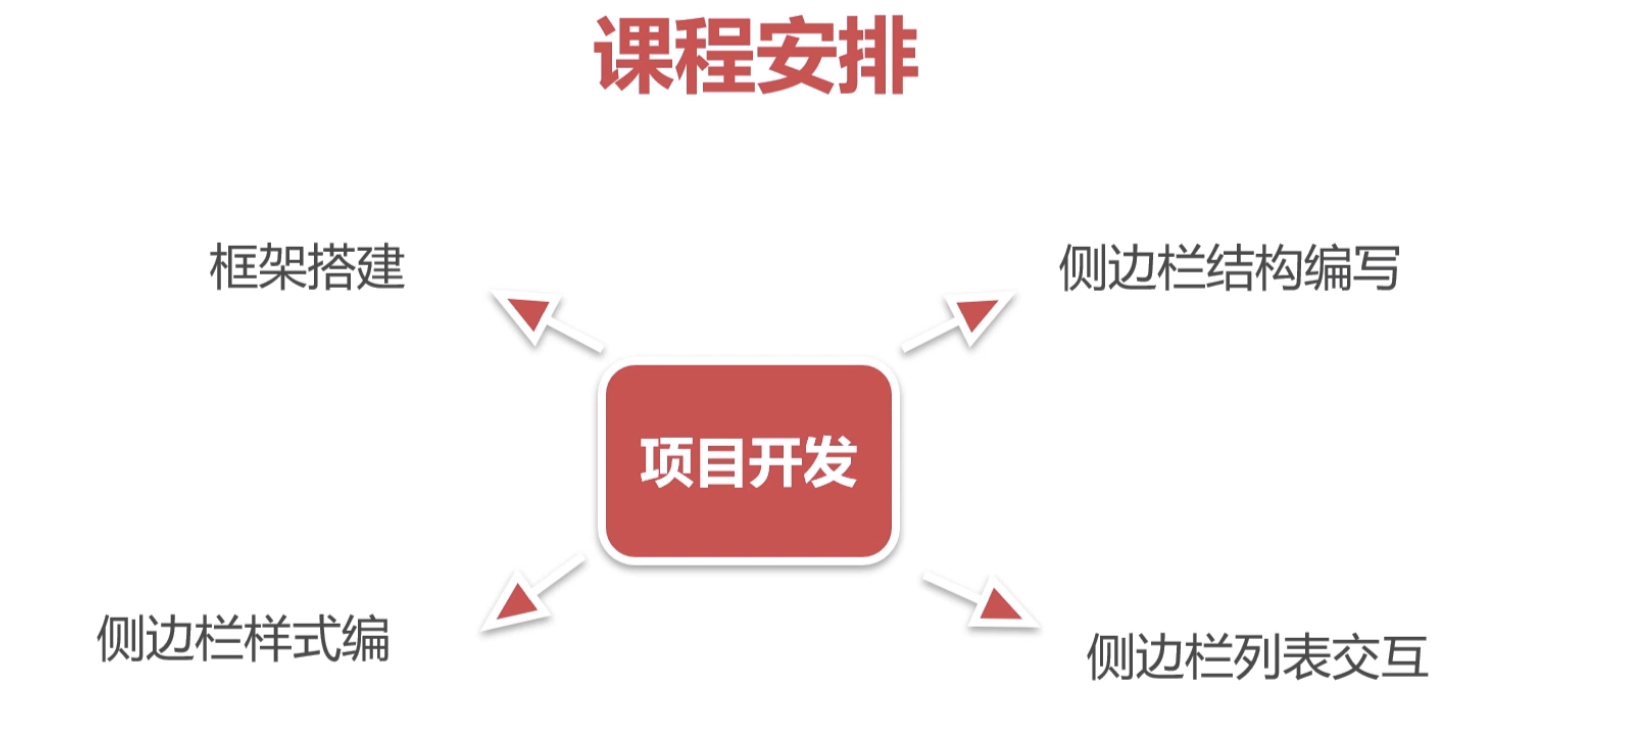 课程安排
框架搭建
侧边栏结构编写
项目开发
侧边栏样式编
侧边栏列表交互